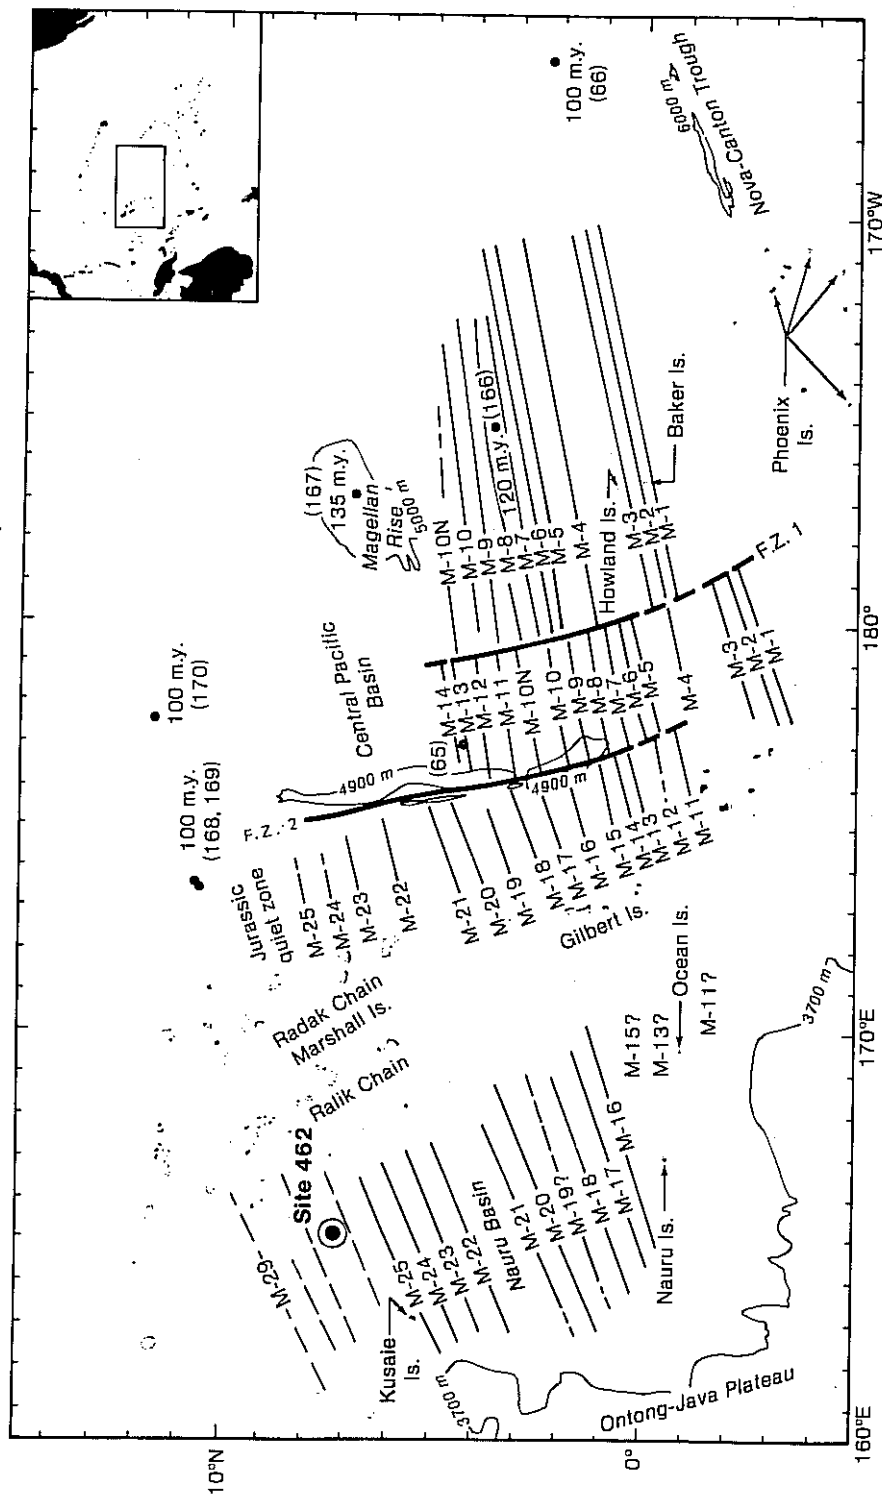 100 m.y.
(66)
6000 m
Nova-Canton Trough
170°W
(167)
135 m.y.
Magellan
Rise
5000 m
120 m.y.
(166)
M-10N
M-10
M-9
M-8
M-7
M-6
M-5
M-4
M-3
M-2
M-1
Howland Is.
Baker Is.
Phoenix
Is.
F.Z. 1
100 m.y.
(170)
Central Pacific
Basin
180°
(65)
M-14
M-13
M-12
M-11
M-10N
M-10
M-9
M-8
M-7
M-6
M-5
M-4
M-3
M-2
M-1
4900 m
4900 m
100 m.y.
(168, 169)
F.Z. 2
Jurassic
quiet zone
M-25
M-24
M-23
M-22
M-21
M-20
M-19
M-18
M-17
M-16
M-15
M-14
M-13
M-12
M-11
Gilbert Is.
Radak Chain
Marshall Is.
Ralik Chain
Ocean Is.
M-15?
M-13?
M-11?
3700 m
170°E
Site 462
M-29
M-25
M-24
M-23
M-22
Nauru Basin
M-21
M-20
M-19?
M-18
M-17
M-16
Nauru Is.
Kusaie
Is.
3700 m
Ontong-Java Plateau
10°N
0°
160°E